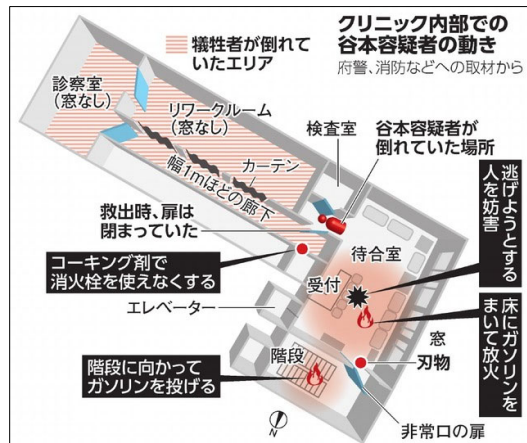 クリニック内部での
谷本容疑者の動き
府警、消防などへの取材から
犠牲者が倒れて
いたエリア
診察室
(窓なし)
リワークルーム
(窓なし)
検査室
谷本容疑者が
倒れていた場所
カーテン
幅1mほどの廊下
逃げようとする
人を妨害
救出時、扉は
閉まっていた
待合室
コーキング剤で
消火栓を使えなくする
受付
エレベーター
床にガソリンを
まいて放火
窓
刃物
階段
階段に向かって
ガソリンを投げる
非常口の扉
N